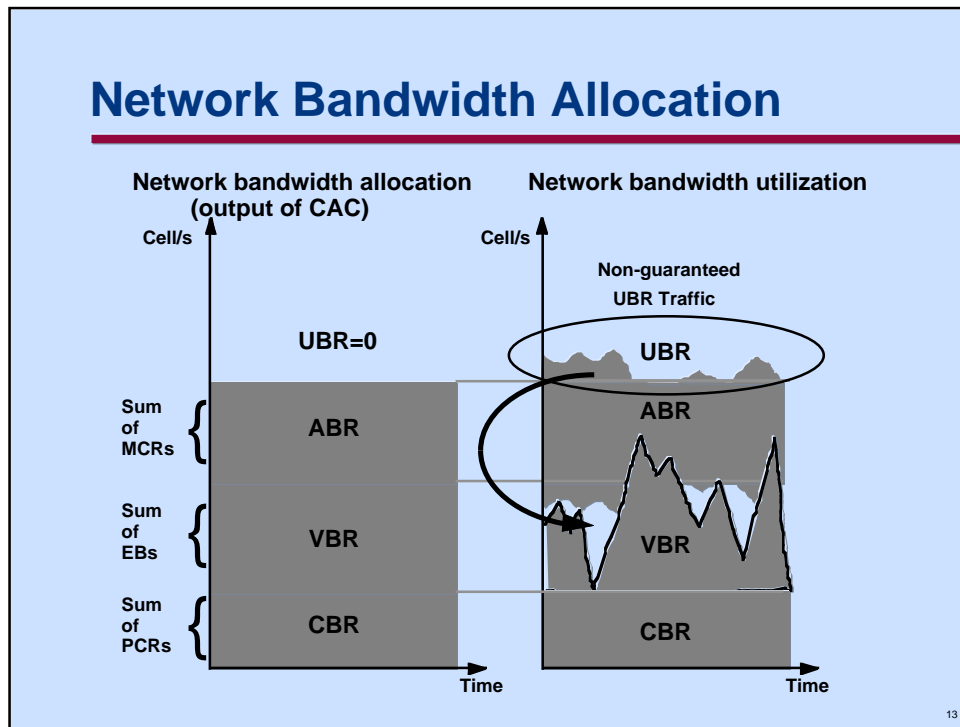 Network Bandwidth Allocation
Network bandwidth allocation
(output of CAC)
Cell/s
UBR=0
Sum
of
MCRs
{
ABR
Sum
of
EBs
{
VBR
Sum
of
PCRs
{
CBR
Time
Network bandwidth utilization
Cell/s
Non-guaranteed
UBR Traffic
UBR
ABR
VBR
CBR
Time
13